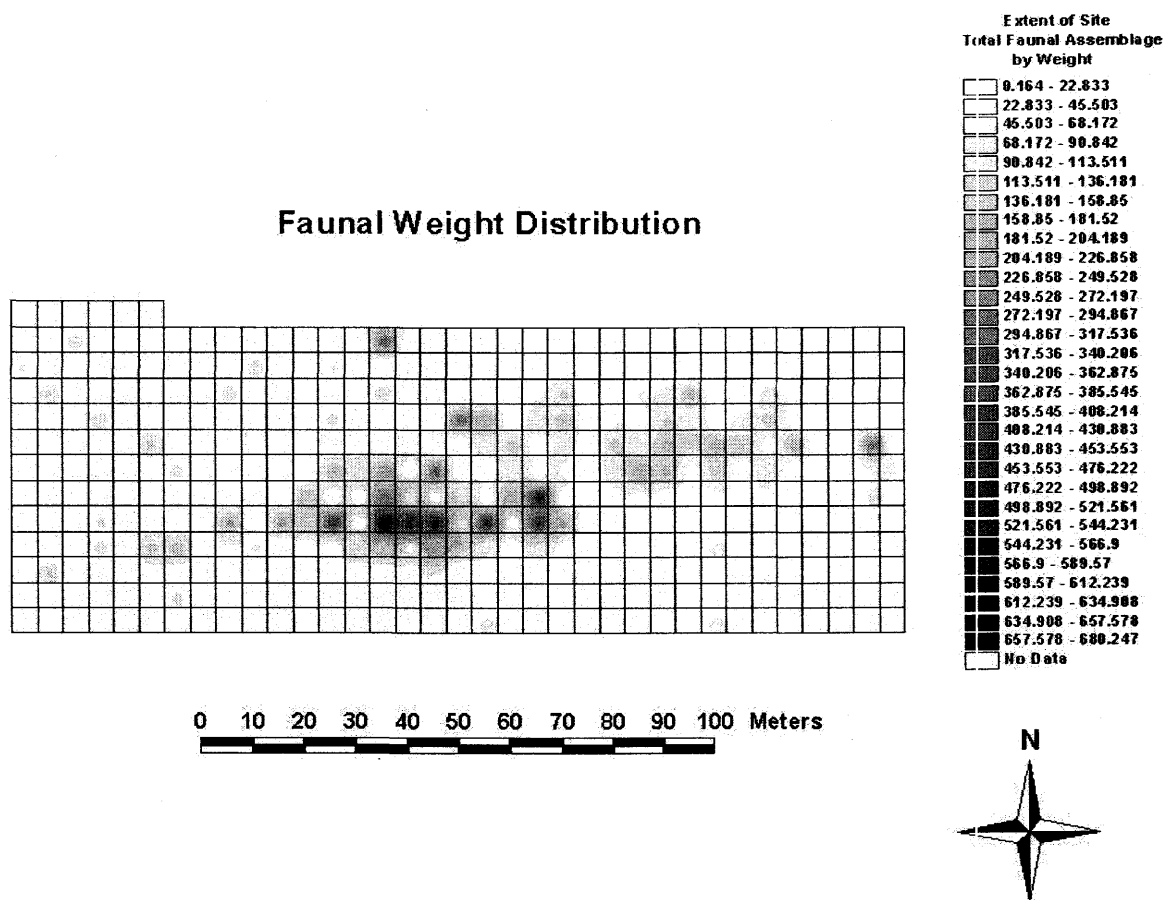 Extent of Site
Total Faunal Assemblage
by Weight
0.164 - 22.833
22.833 - 45.503
45.503 - 68.172
68.172 - 90.842
90.842 - 113.511
113.511 - 136.181
136.181 - 158.85
158.85 - 181.52
181.52 - 204.189
204.189 - 226.858
226.858 - 249.528
249.528 - 272.197
272.197 - 294.867
294.867 - 317.536
317.536 - 340.206
340.206 - 362.875
362.875 - 385.545
385.545 - 408.214
408.214 - 430.883
430.883 - 453.553
453.553 - 476.222
476.222 - 498.892
498.892 - 521.561
521.561 - 544.231
544.231 - 566.9
566.9 - 589.57
589.57 - 612.239
612.239 - 634.908
634.908 - 657.578
657.578 - 680.247
No Data
Faunal Weight Distribution
0 10 20 30 40 50 60 70 80 90 100 Meters
N